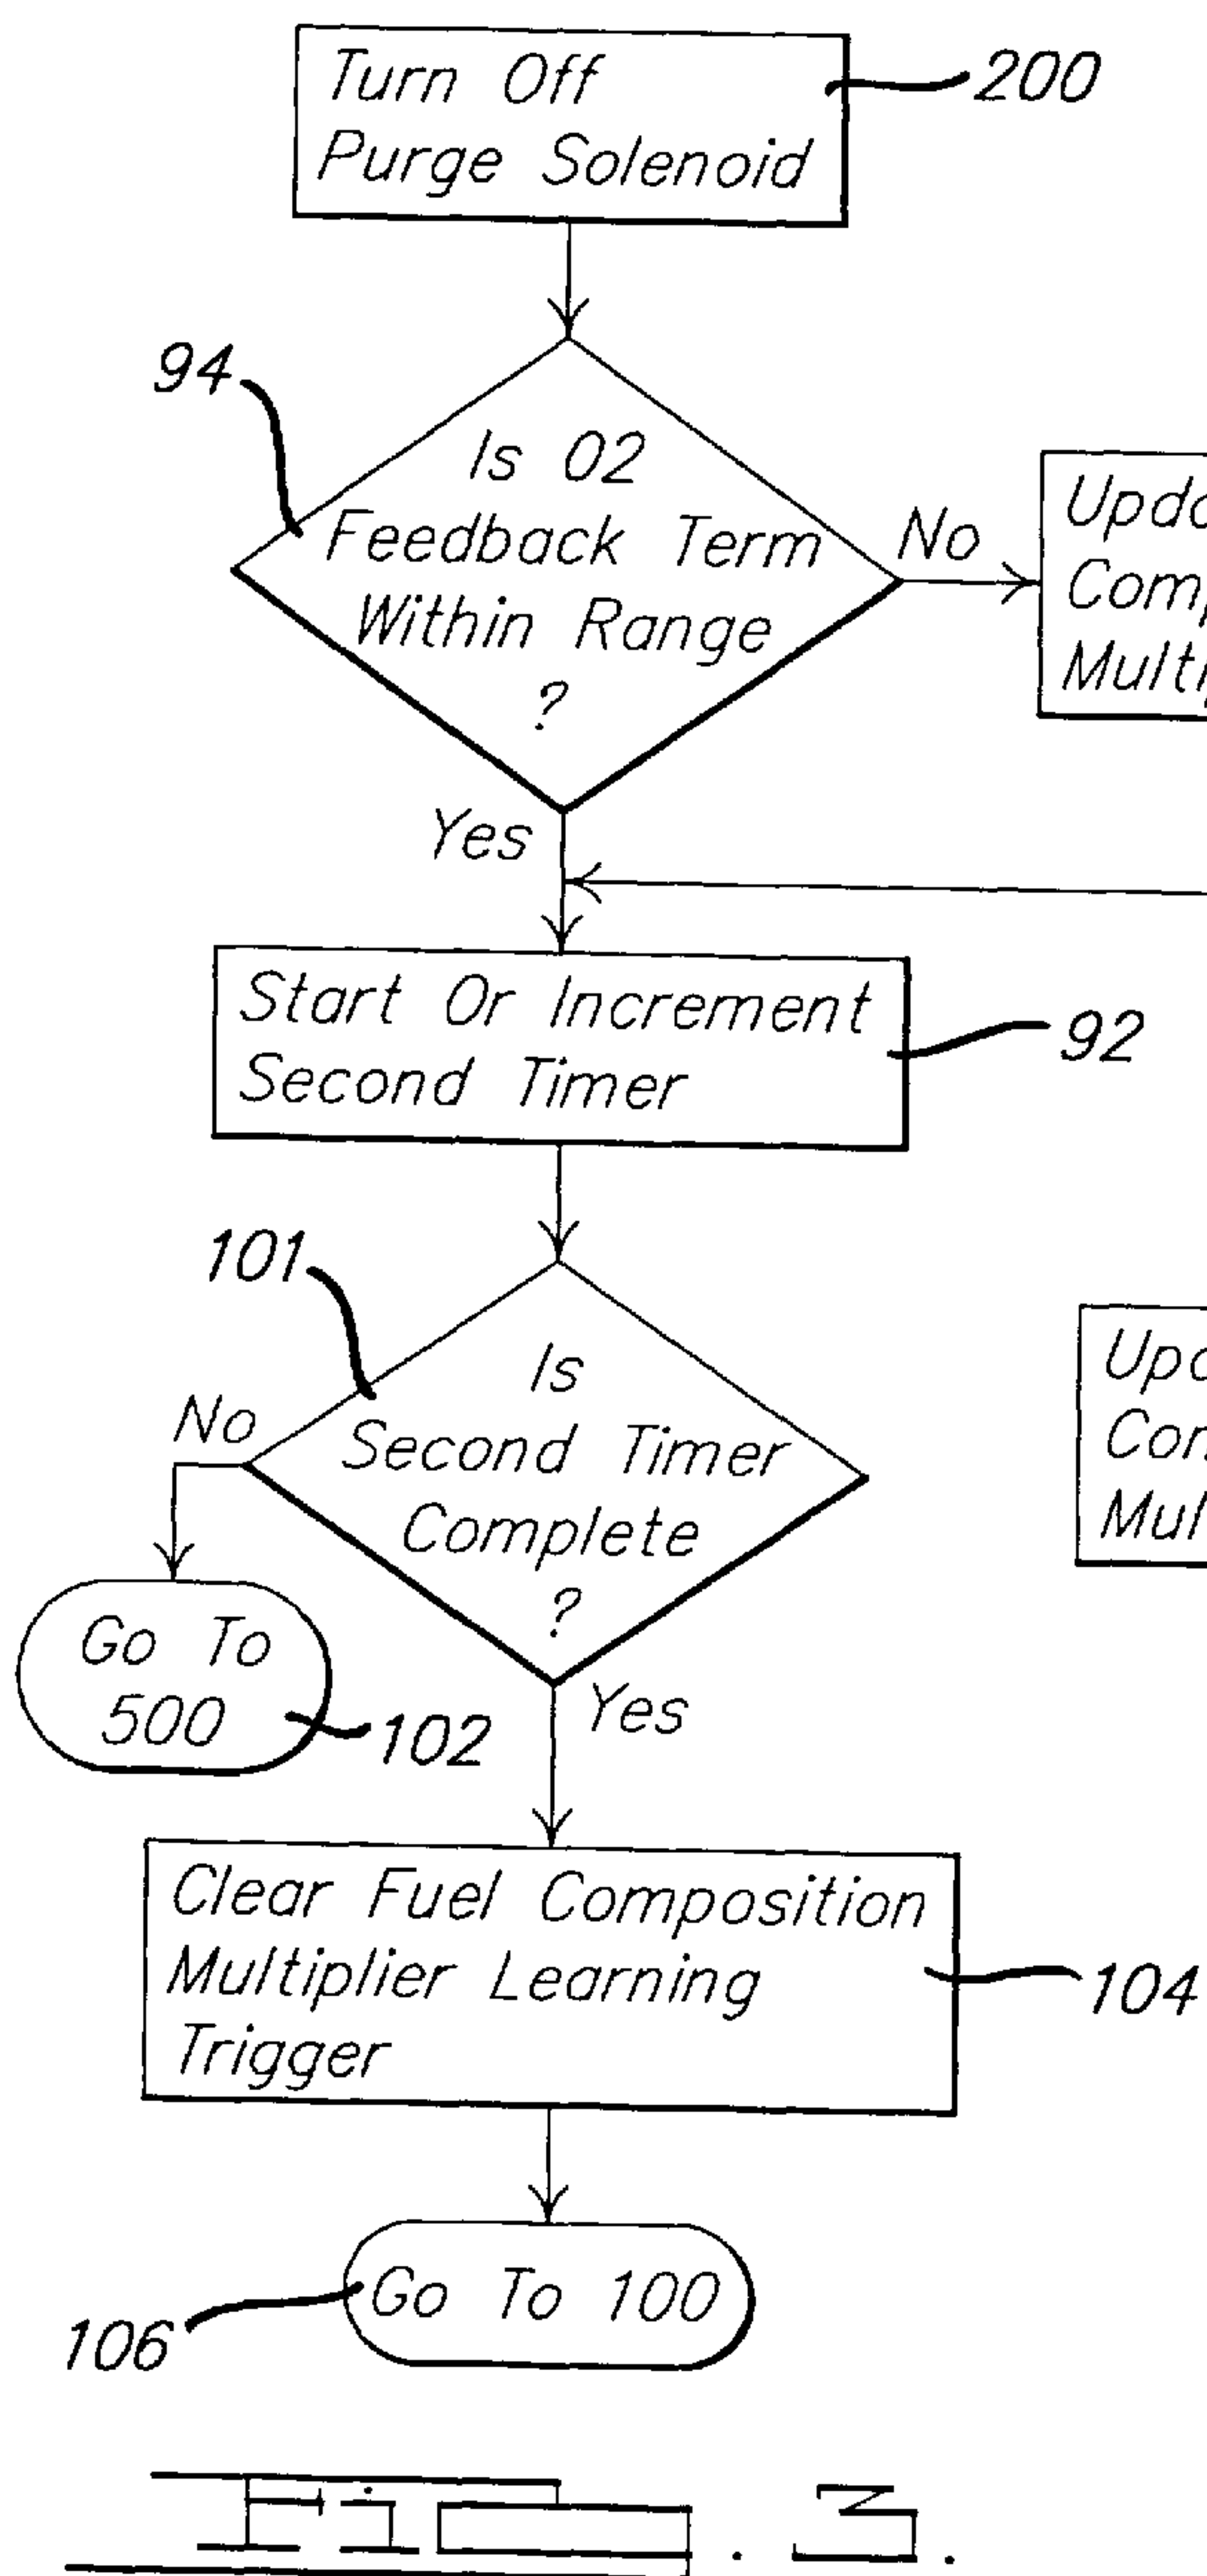 Turn Off
Purge Solenoid
200
94
Is 02
Feedback Term
Within Range
?
No
Yes
Start Or Increment
Second Timer
92
101
Is
Second Timer
Complete
?
No
Go To
500
102
Yes
Clear Fuel Composition
Multiplier Learning
Trigger
104
Go To 100
106